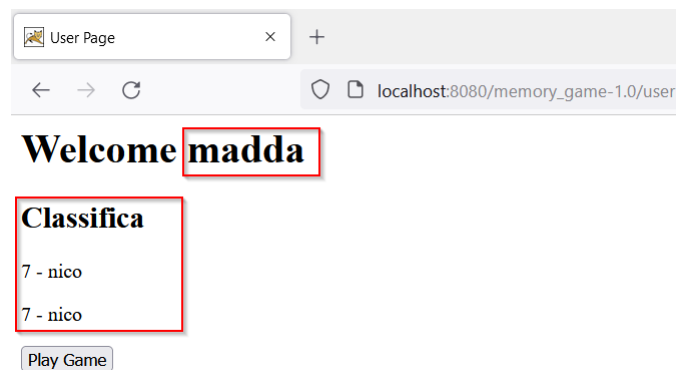 User Page
localhost:8080/memory_game-1.0/user
Welcome madda
Classifica
7 - nico
7 - nico
Play Game